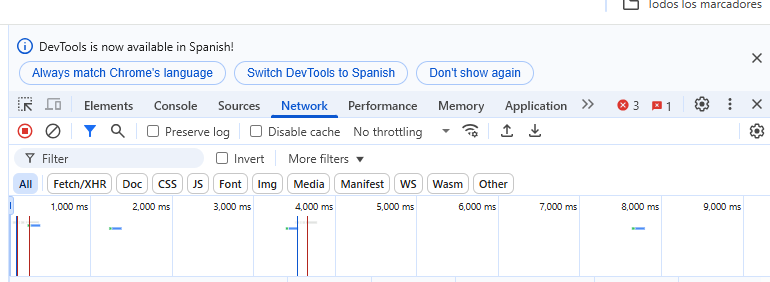 Todos los marcadores
DevTools is now available in Spanish!
Always match Chrome's language Switch DevTools to Spanish Don't show again
Elements Console Sources Network Performance Memory Application 3 1
Preserve log Disable cache No throttling
Filter Invert More filters
All Fetch/XHR Doc CSS JS Font Img Media Manifest WS Wasm Other
1,000 ms 2,000 ms 3,000 ms 4,000 ms 5,000 ms 6,000 ms 7,000 ms 8,000 ms 9,000 ms